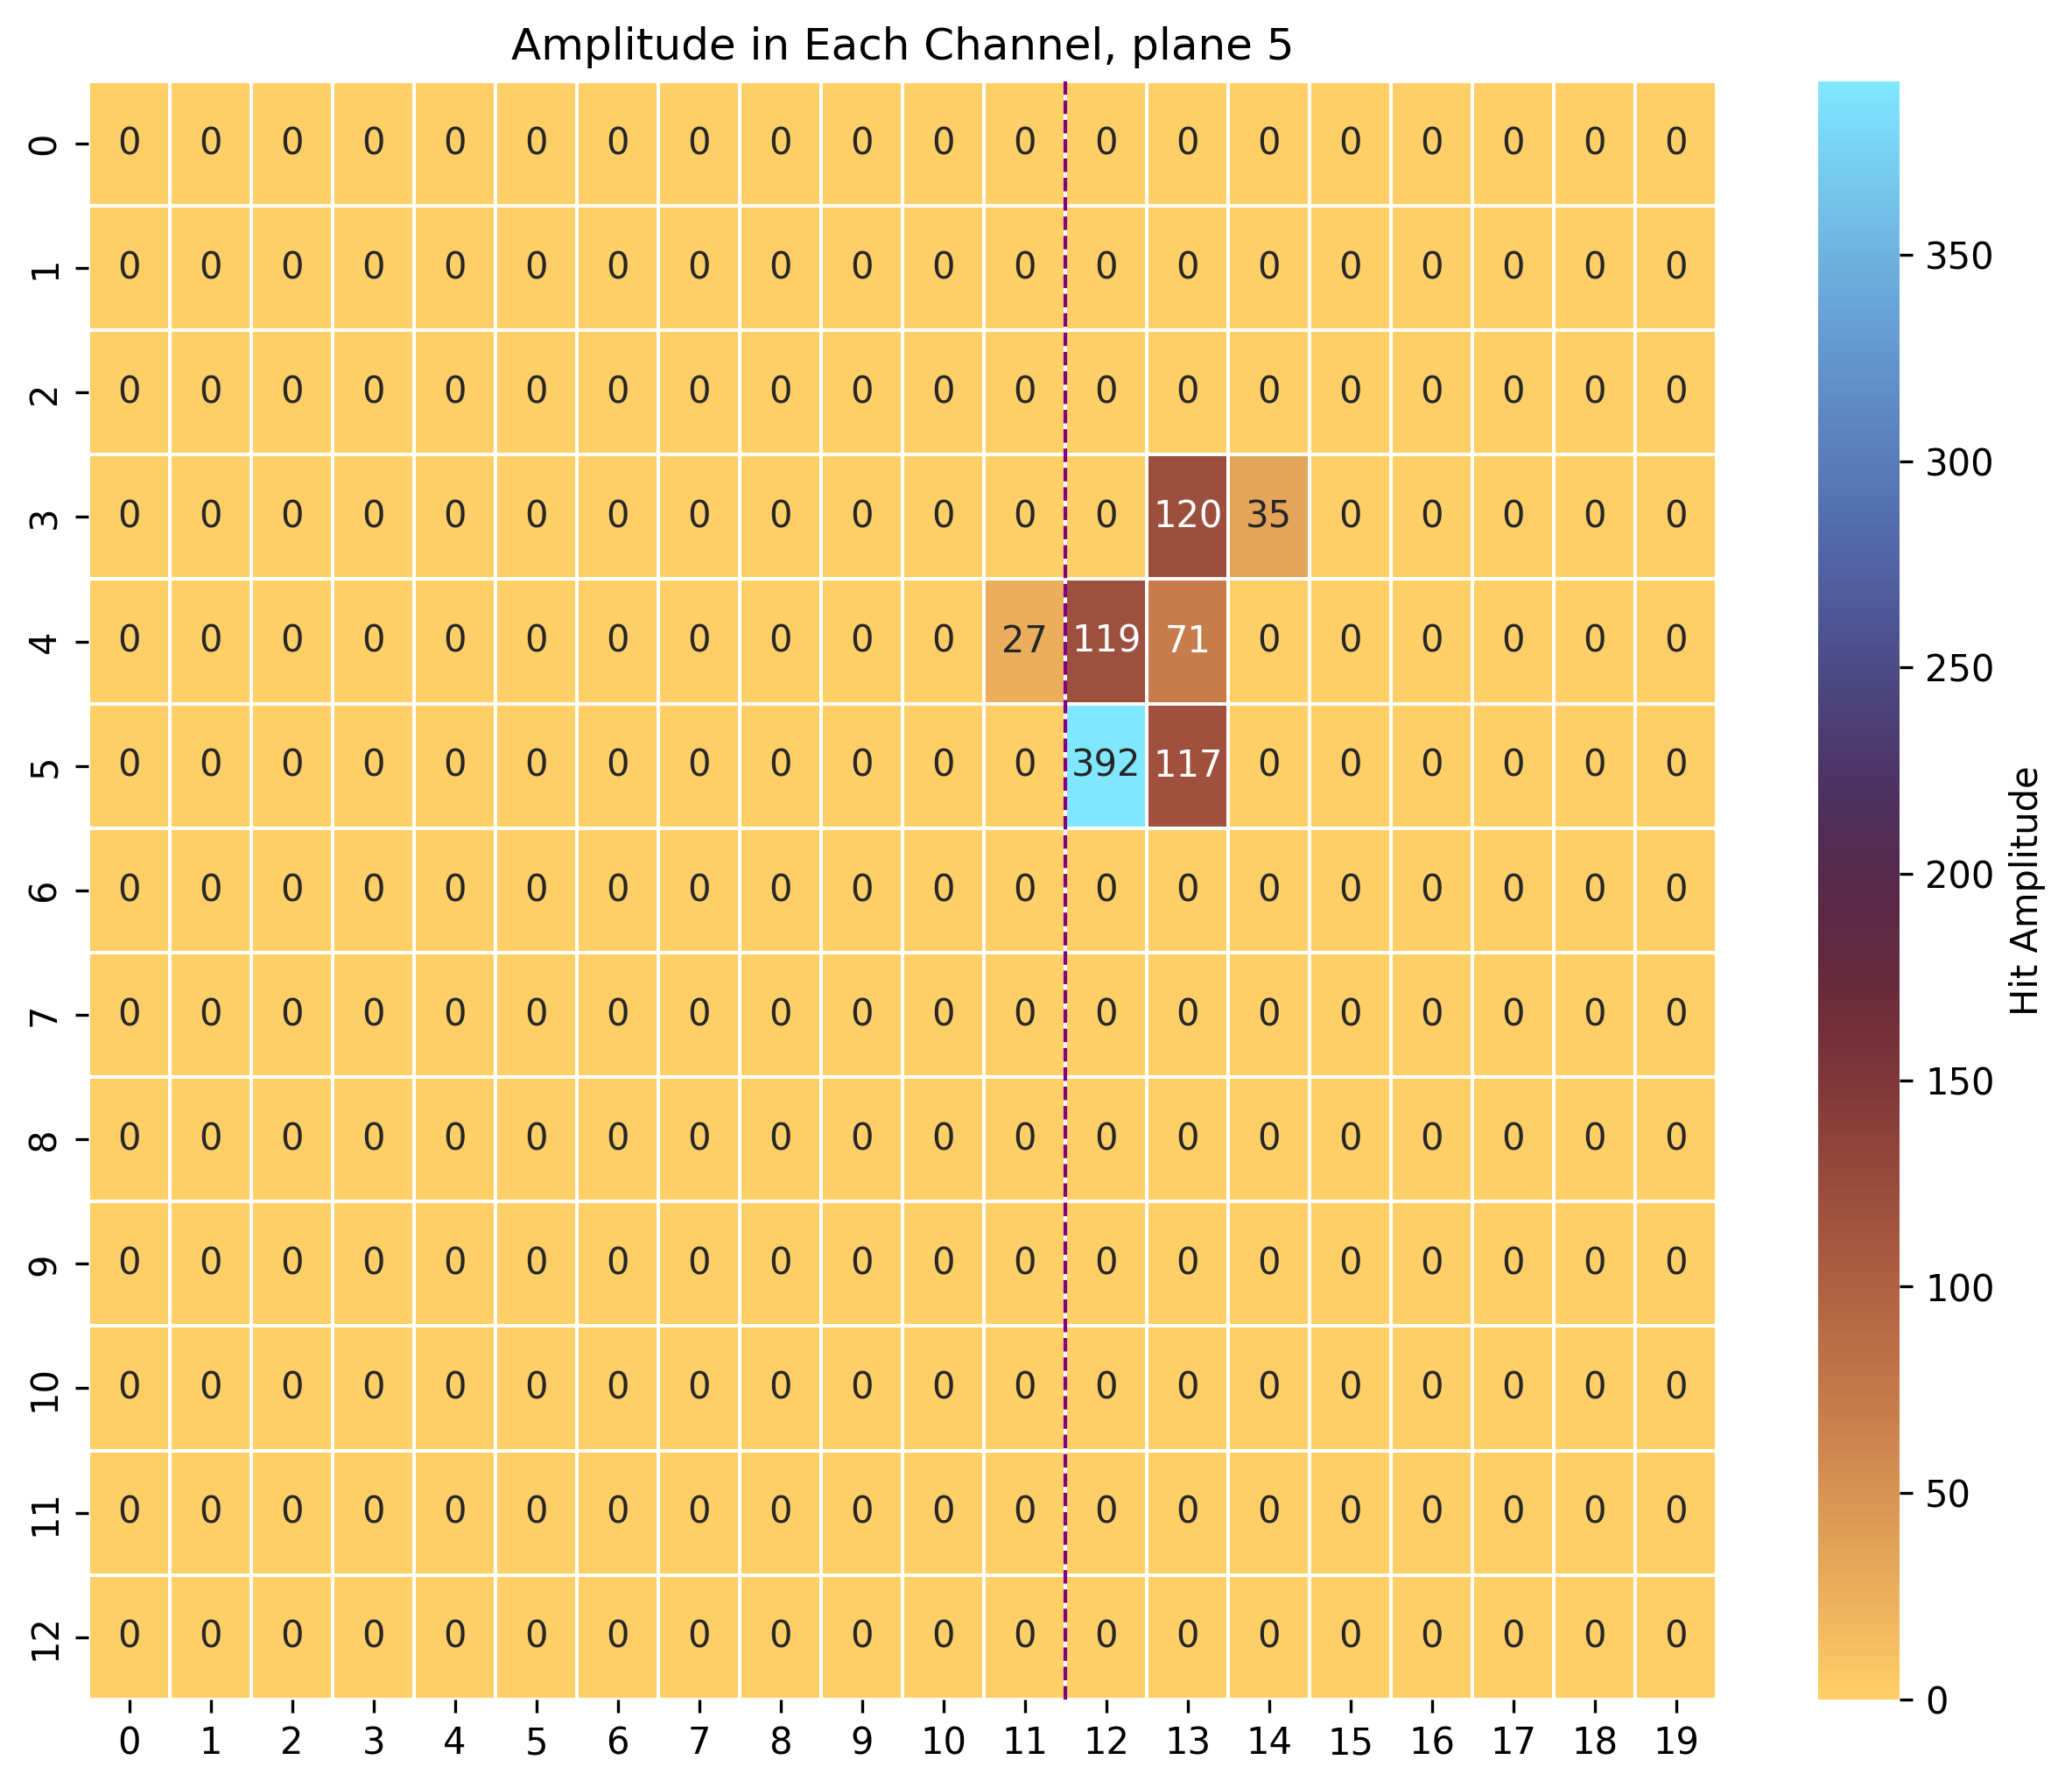 Amplitude in Each Channel, plane 5
0 0 0 0 0 0 0 0 0 0 0 0 0 0 0 0 0 0 0 0 0
1 0 0 0 0 0 0 0 0 0 0 0 0 0 0 0 0 0 0 0 0
2 0 0 0 0 0 0 0 0 0 0 0 0 0 0 0 0 0 0 0 0
3 0 0 0 0 0 0 0 0 0 0 0 0 0 120 35 0 0 0 0 0
4 0 0 0 0 0 0 0 0 0 0 0 27 119 71 0 0 0 0 0 0
5 0 0 0 0 0 0 0 0 0 0 0 0 392 117 0 0 0 0 0 0
6 0 0 0 0 0 0 0 0 0 0 0 0 0 0 0 0 0 0 0 0
7 0 0 0 0 0 0 0 0 0 0 0 0 0 0 0 0 0 0 0 0
8 0 0 0 0 0 0 0 0 0 0 0 0 0 0 0 0 0 0 0 0
9 0 0 0 0 0 0 0 0 0 0 0 0 0 0 0 0 0 0 0 0
10 0 0 0 0 0 0 0 0 0 0 0 0 0 0 0 0 0 0 0 0
11 0 0 0 0 0 0 0 0 0 0 0 0 0 0 0 0 0 0 0 0
12 0 0 0 0 0 0 0 0 0 0 0 0 0 0 0 0 0 0 0 0
0 1 2 3 4 5 6 7 8 9 10 11 12 13 14 15 16 17 18 19
350
300
250
200
150
100
50
0
Hit Amplitude